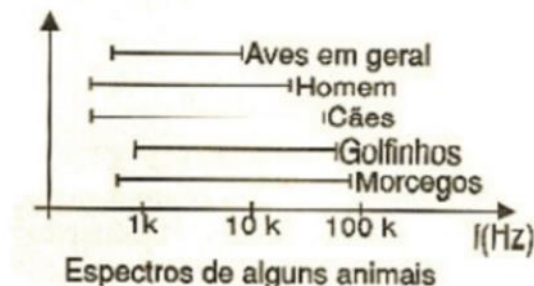 Aves em geral
Homem
Cães
Golfinhos
Morcegos
1k 10 k 100 k f(Hz)
Espectros de alguns animais